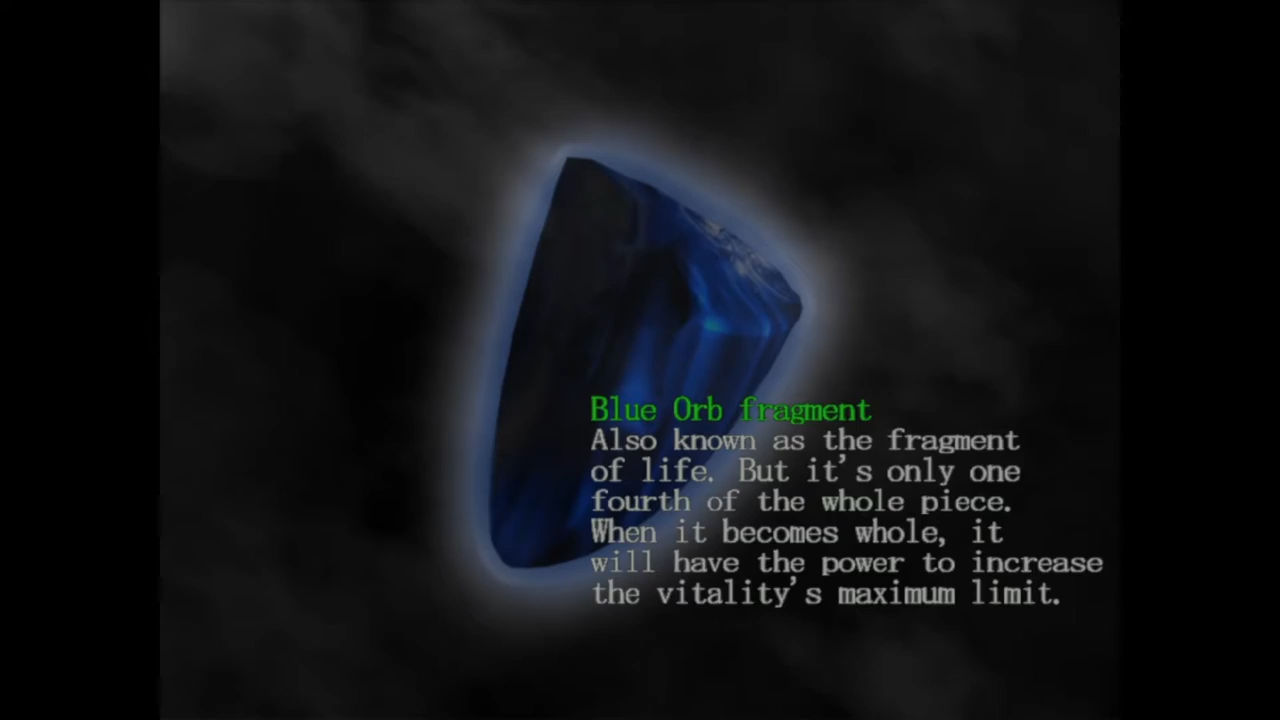 Blue Orb fragment
Also known as the fragment
of life. But it's only one
fourth of the whole piece.
When it becomes whole, it
will have the power to increase
the vitality's maximum limit.